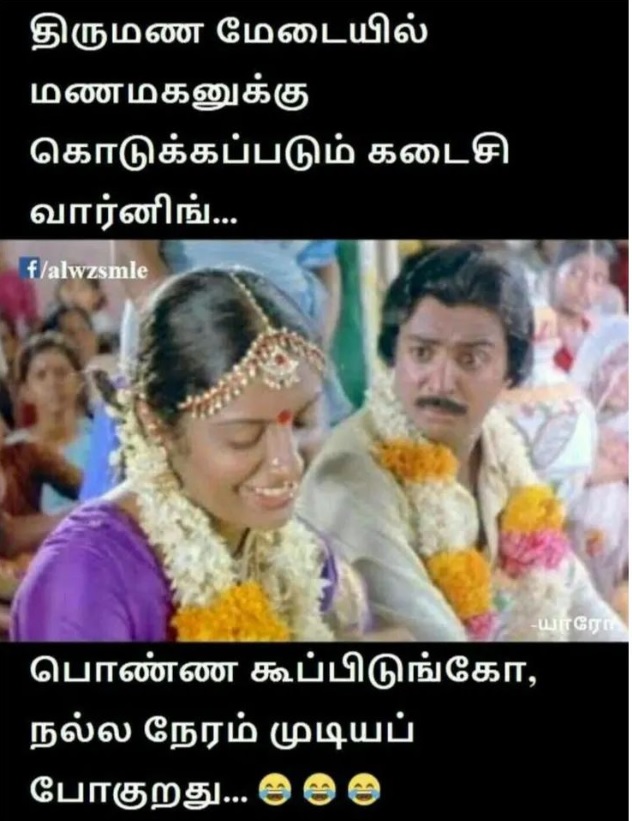 திருமண மேடையில்
மணமகனுக்கு
கொடுக்கப்படும் கடைசி
வார்னிங்...
f/alwzsmle
-யாரோ
பொண்ண கூப்பிடுங்கோ,
நல்ல நேரம் முடியப்
போகுறது... 😂 😂 😂